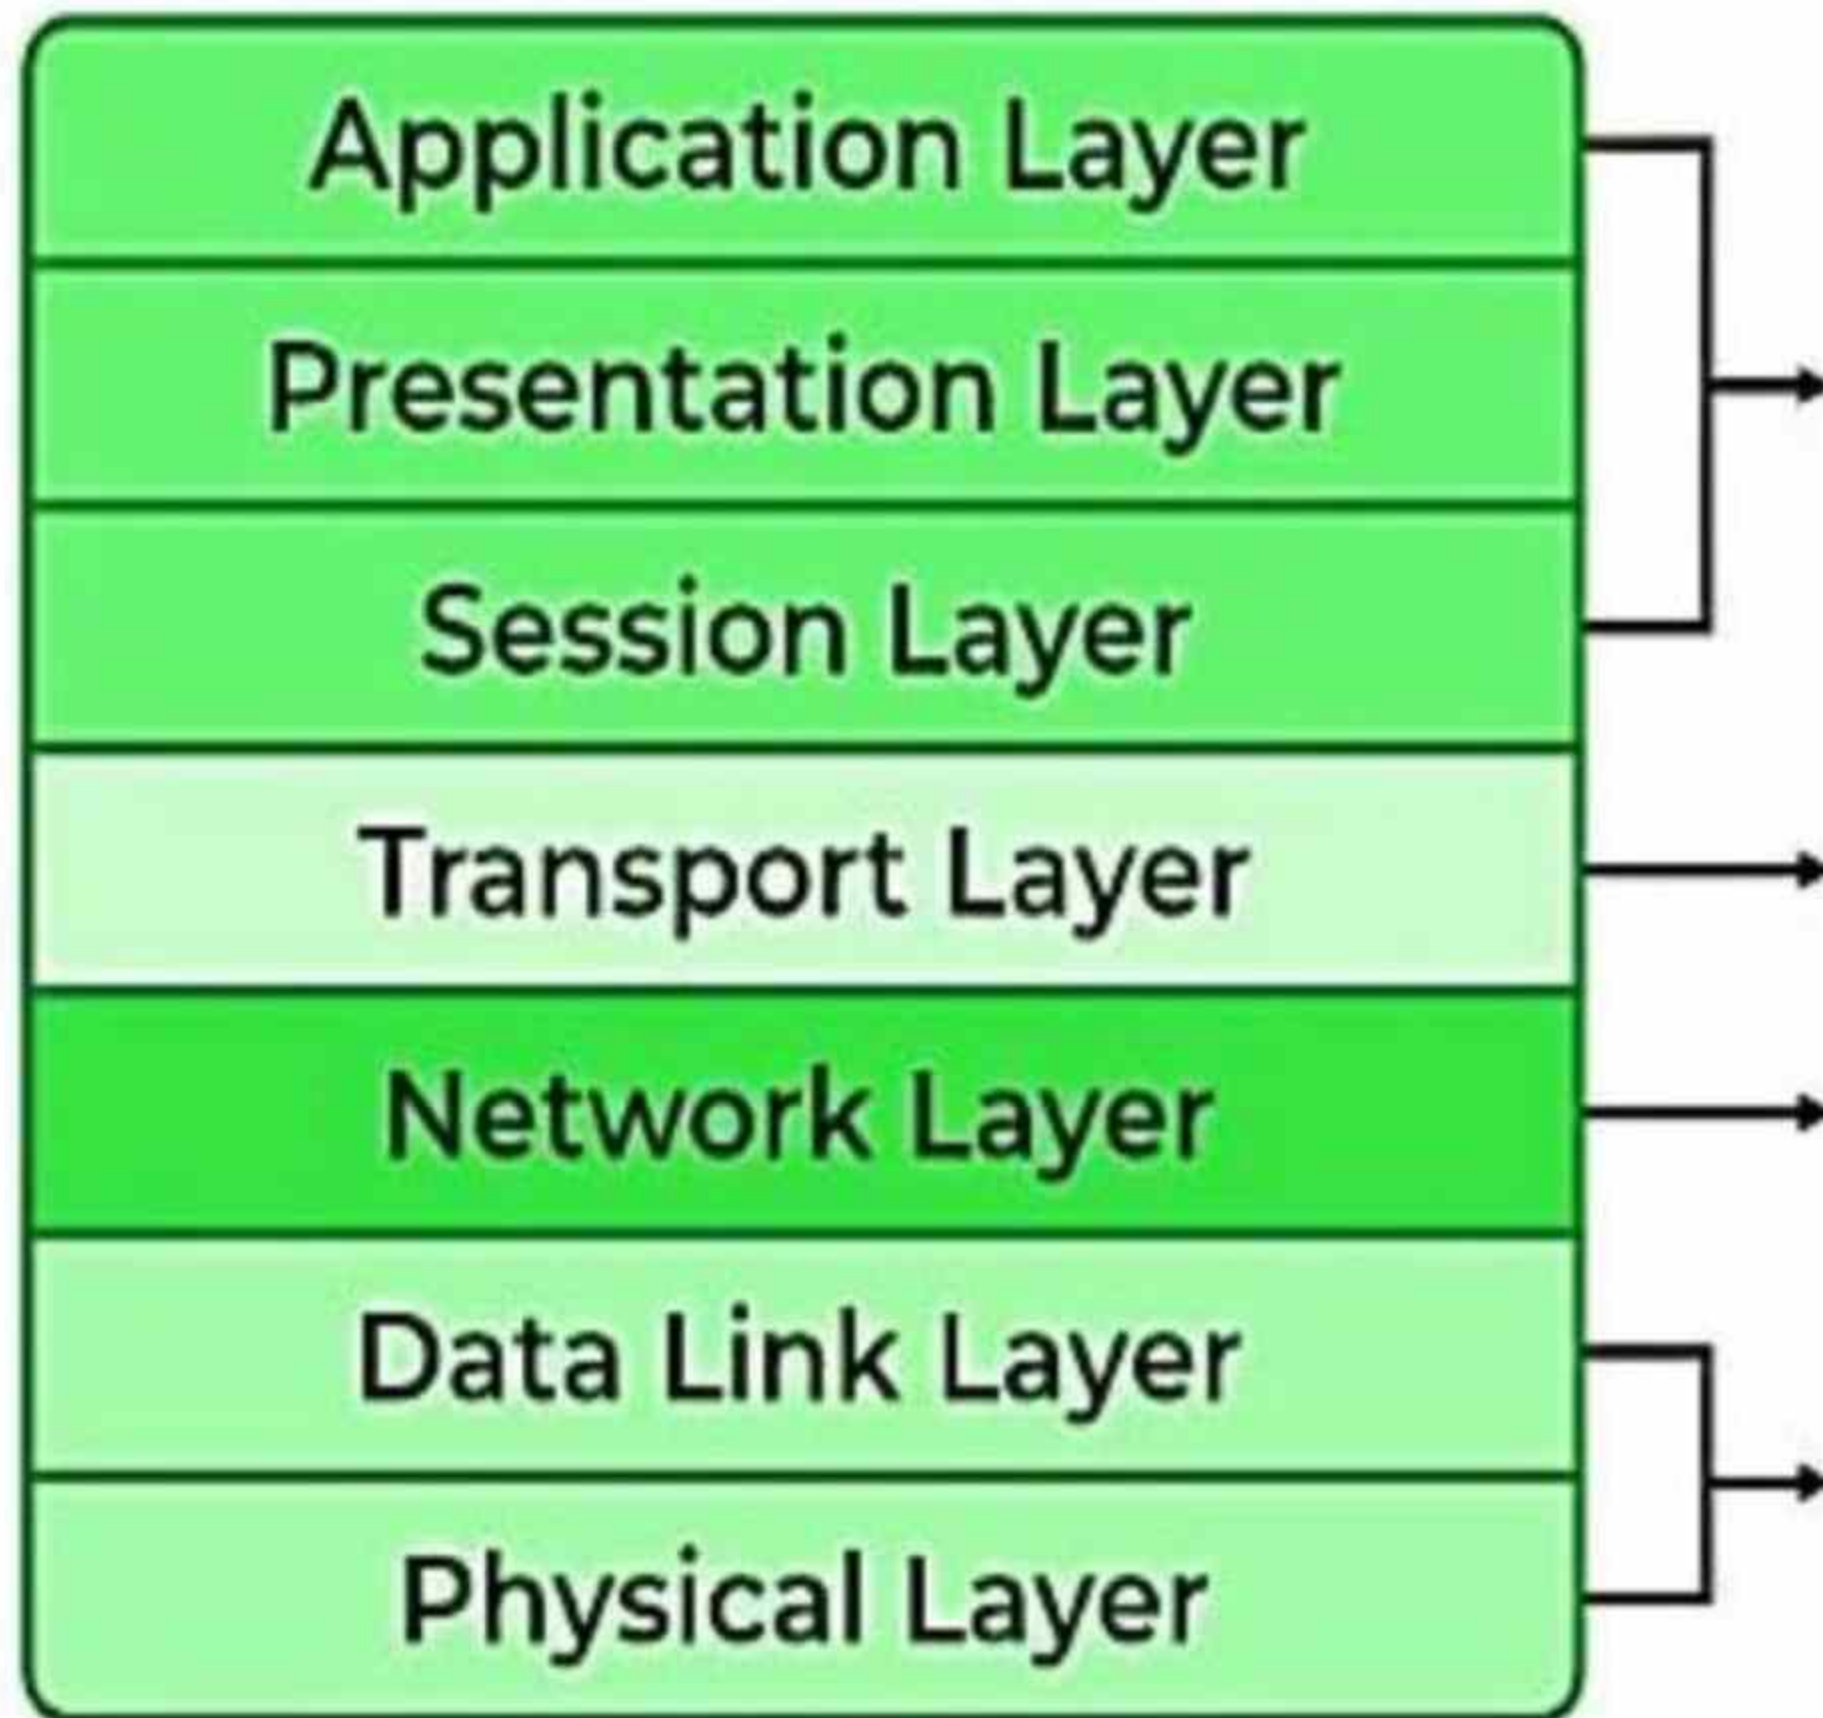 Application Layer
Presentation Layer
Session Layer
Transport Layer
Network Layer
Data Link Layer
Physical Layer